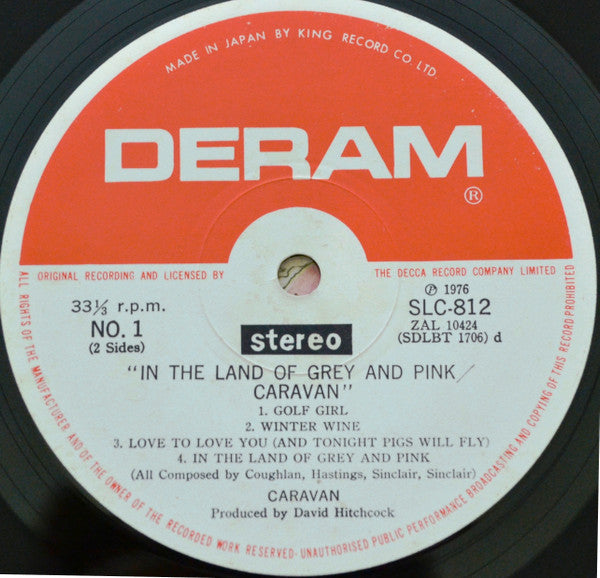 MADE IN JAPAN BY KING RECORD CO. LTD.
DERAM
®
ORIGINAL RECORDING AND LICENSED BY THE DECCA RECORD COMPANY LIMITED
33⅓ r.p.m.
NO. 1
(2 Sides)
stereo
Ⓟ 1976
SLC-812
ZAL 10424
(SDLBT 1706) d
"IN THE LAND OF GREY AND PINK/
CARAVAN"
1. GOLF GIRL
2. WINTER WINE
3. LOVE TO LOVE YOU (AND TONIGHT PIGS WILL FLY)
4. IN THE LAND OF GREY AND PINK
(All Composed by Coughlan, Hastings, Sinclair, Sinclair)
CARAVAN
Produced by David Hitchcock
ALL RIGHTS OF THE MANUFACTURER AND OF THE OWNER OF THE RECORDED WORK RESERVED-UNAUTHORISED PUBLIC PERFORMANCE BROADCASTING AND COPYING OF THIS RECORD PROHIBITED